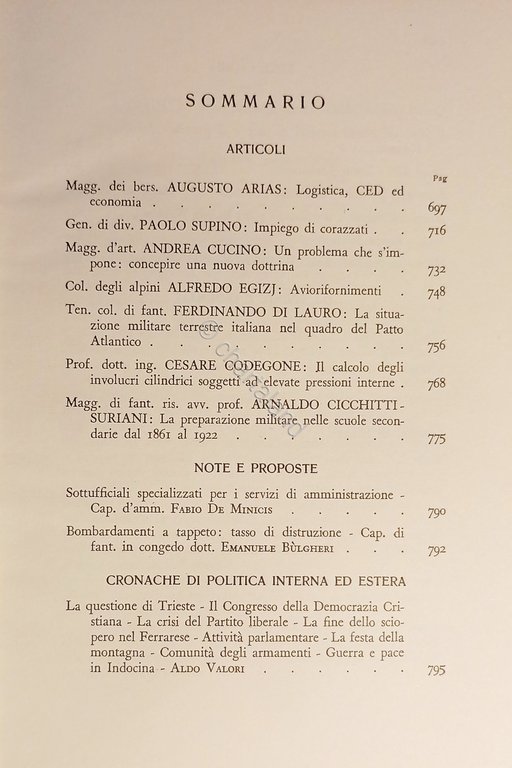 SOMMARIO
ARTICOLI
Pag
Magg. dei bers. AUGUSTO ARIAS: Logistica, CED ed
economia . . . . . . . . . 697
Gen. di div. PAOLO SUPINO: Impiego di corazzati . . 716
Magg. d'art. ANDREA CUCINO: Un problema che s'im-
pone: concepire una nuova dottrina . . . . 732
Col. degli alpini ALFREDO EGIZJ: Aviorifornimenti . 748
Ten. col. di fant. FERDINANDO DI LAURO: La situa-
zione militare terrestre italiana nel quadro del Patto
Atlantico . . . . . . . . . 756
Prof. dott. ing. CESARE CODEGONE: Il calcolo degli
involucri cilindrici soggetti ad elevate pressioni interne . 768
Magg. di fant. ris. avv. prof. ARNALDO CICCHITTI-
SURIANI: La preparazione militare nelle scuole secon-
darie dal 1861 al 1922 . . . . . . 775
NOTE E PROPOSTE
Sottufficiali specializzati per i servizi di amministrazione -
Cap. d'amm. FABIO DE MINICIS . . . . . 790
Bombardamenti a tappeto: tasso di distruzione - Cap. di
fant. in congedo dott. EMANUELE BÙLGHERI . . . 792
CRONACHE DI POLITICA INTERNA ED ESTERA
La questione di Trieste - Il Congresso della Democrazia Cri-
stiana - La crisi del Partito liberale - La fine dello scio-
pero nel Ferrarese - Attività parlamentare - La festa della
montagna - Comunità degli armamenti - Guerra e pace
in Indocina - ALDO VALORI . . . . . . 795